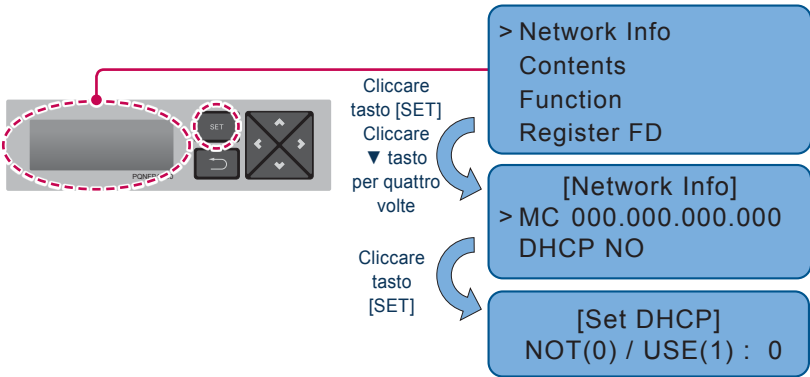 > Network Info
Contents
Function
Register FD
Cliccare
tasto [SET]
Cliccare
▼ tasto
per quattro
volte
SET
[Network Info]
> MC 000.000.000.000
DHCP NO
Cliccare
tasto
[SET]
[Set DHCP]
NOT(0) / USE(1) : 0